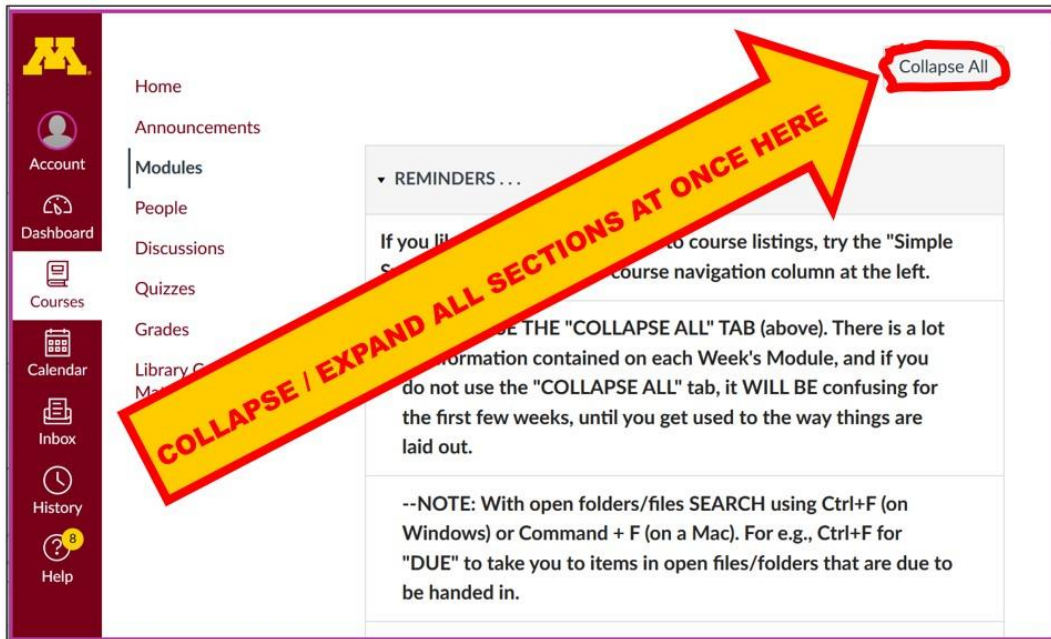 M
Account
Dashboard
Courses
Calendar
Inbox
History
8
Help
Home
Announcements
Modules
People
Discussions
Quizzes
Grades
Library
Collapse All
COLLAPSE / EXPAND ALL SECTIONS AT ONCE HERE
REMINDERS . . .
If you to course listings, try the "Simple
course navigation column at the left.
THE "COLLAPSE ALL" TAB (above). There is a lot
contained on each Week's Module, and if you
do not use the "COLLAPSE ALL" tab, it WILL BE confusing for
the first few weeks, until you get used to the way things are
laid out.
--NOTE: With open folders/files SEARCH using Ctrl+F (on
Windows) or Command + F (on a Mac). For e.g., Ctrl+F for
"DUE" to take you to items in open files/folders that are due to
be handed in.